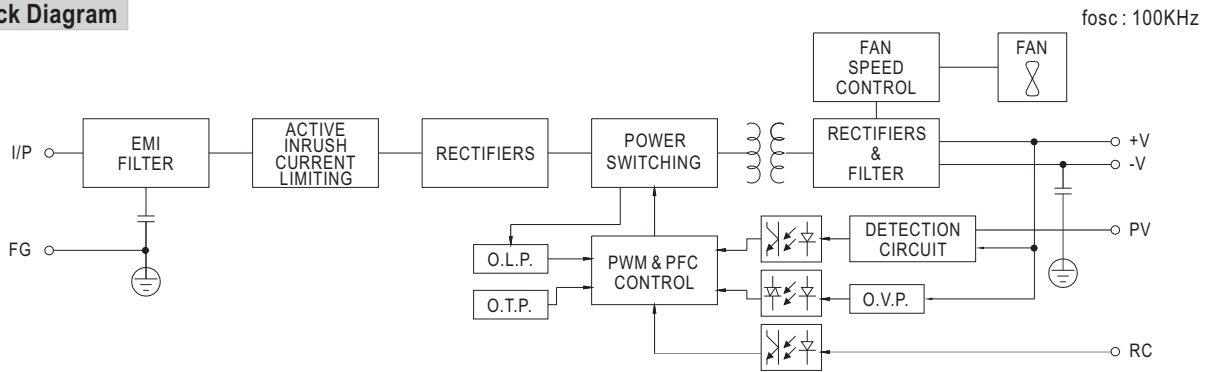 ck Diagram
fosc : 100KHz
FAN
SPEED
CONTROL
FAN
I/P
EMI
FILTER
ACTIVE
INRUSH
CURRENT
LIMITING
RECTIFIERS
POWER
SWITCHING
RECTIFIERS
&
FILTER
+V
-V
FG
O.L.P.
O.T.P.
PWM & PFC
CONTROL
DETECTION
CIRCUIT
PV
O.V.P.
RC